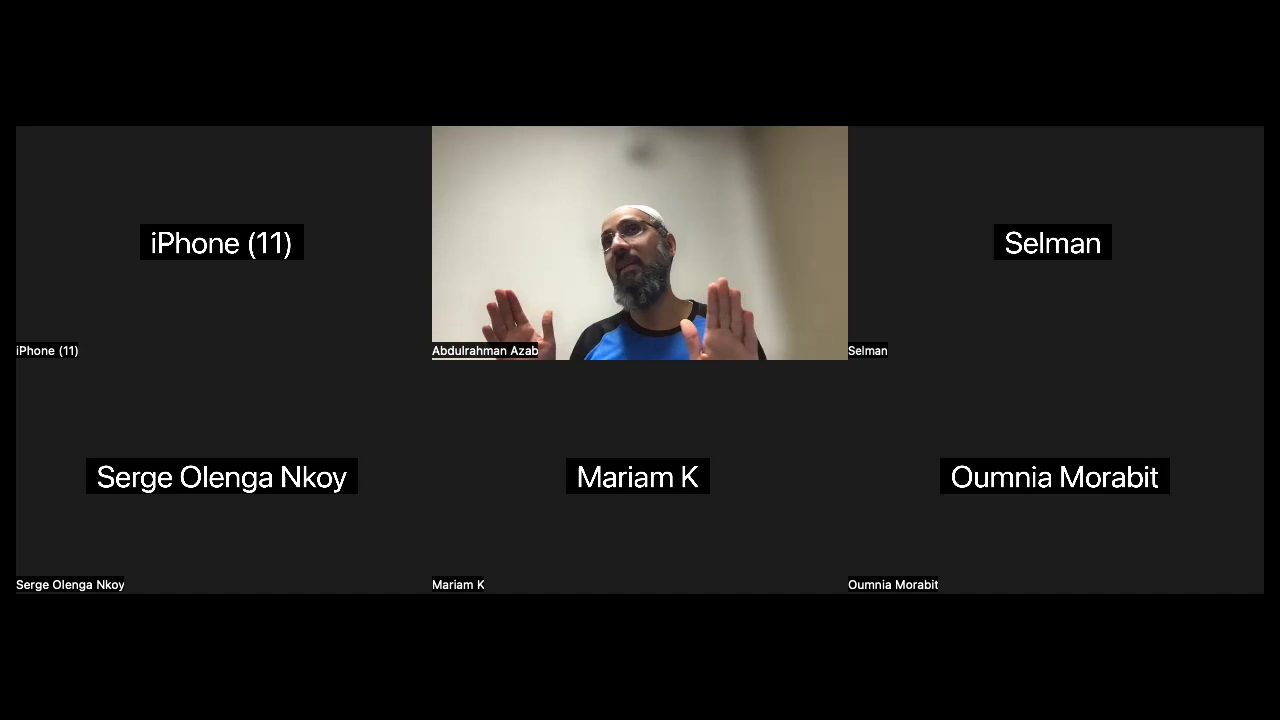 iPhone (11)
Selman
iPhone (11)
Abdulrahman Azab
Selman
Serge Olenga Nkoy
Mariam K
Oumnia Morabit
Serge Olenga Nkoy
Mariam K
Oumnia Morabit